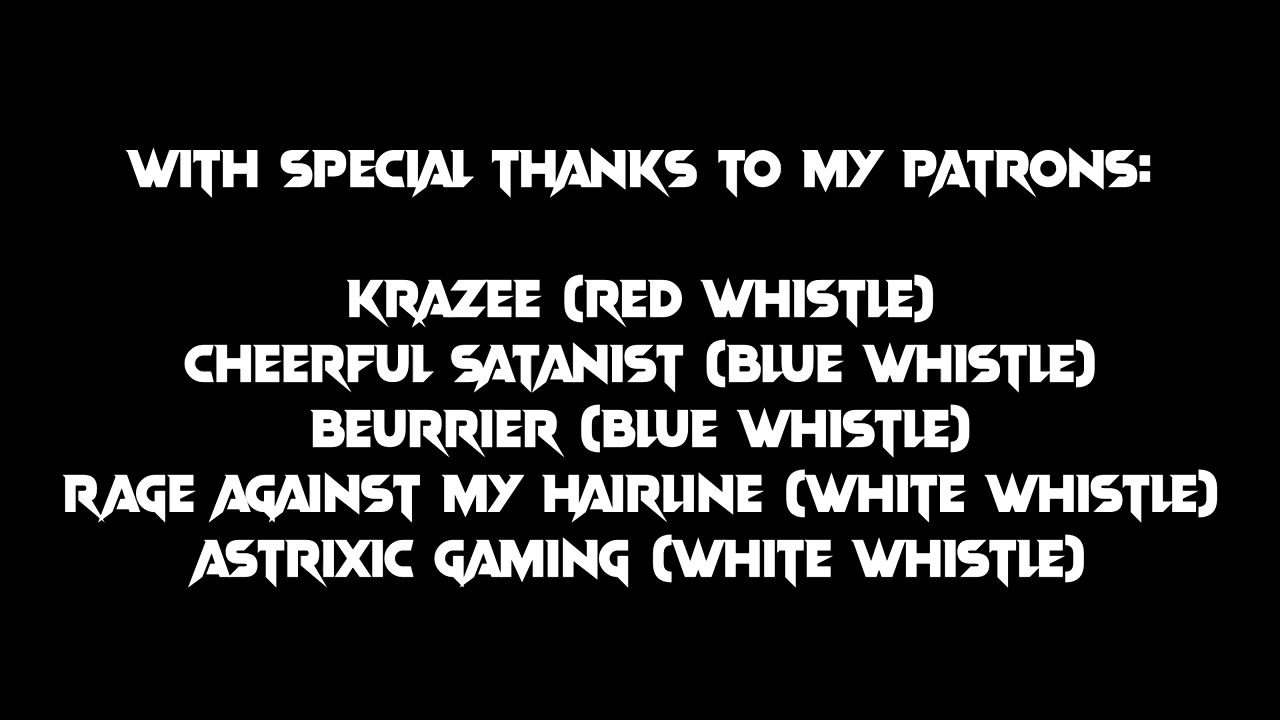 WITH SPECIAL THANKS TO MY PATRONS:
KRAZEE (RED WHISTLE)
CHEERFUL SATANIST (BLUE WHISTLE)
BEURRIER (BLUE WHISTLE)
RAGE AGAINST MY HAIRLINE (WHITE WHISTLE)
ASTRIXIC GAMING (WHITE WHISTLE)